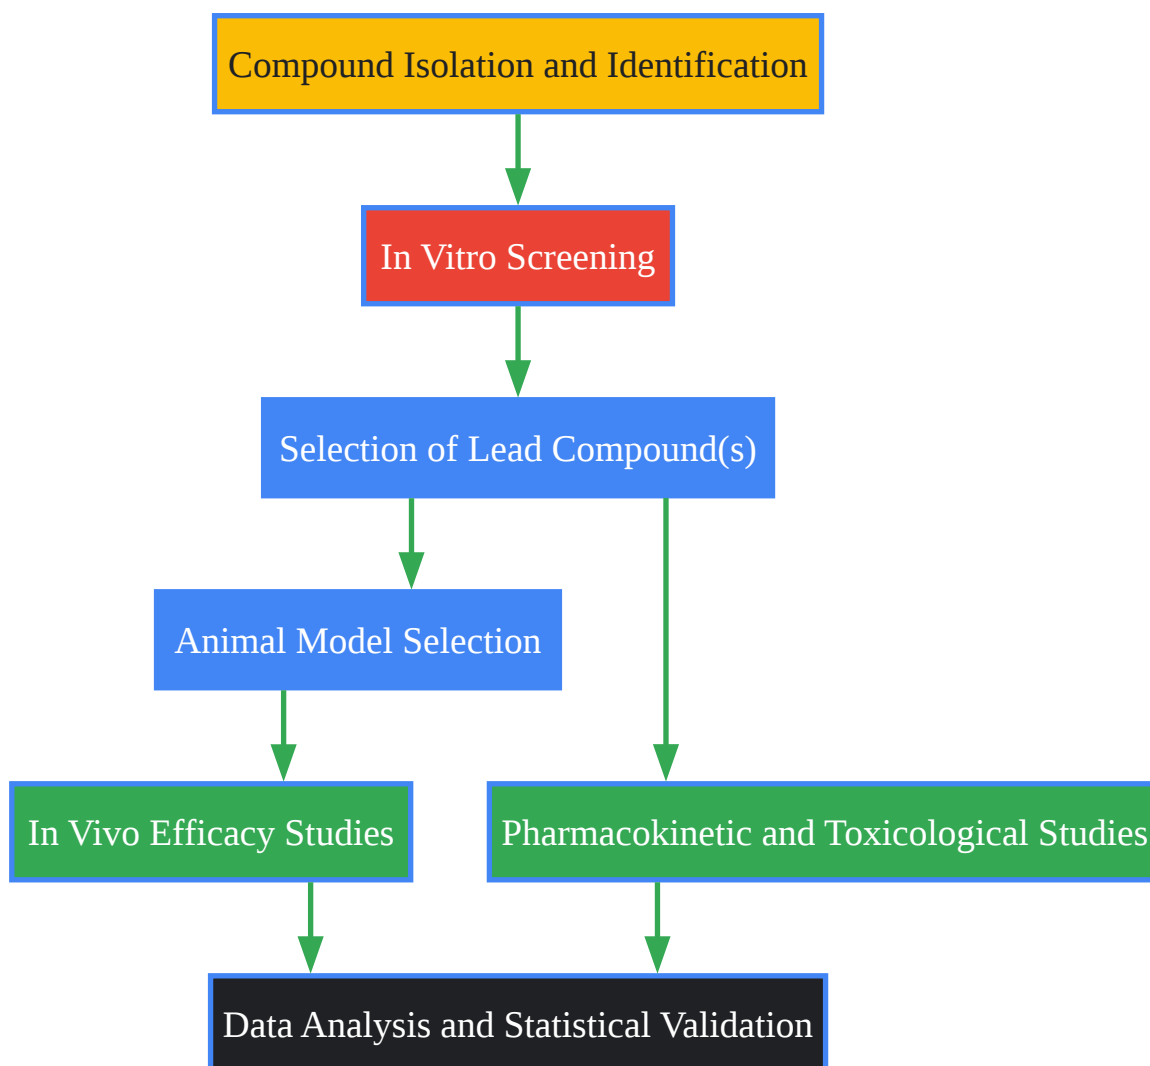 Compound Isolation and Identification
In Vitro Screening
Selection of Lead Compound(s)
Animal Model Selection
In Vivo Efficacy Studies
Pharmacokinetic and Toxicological Studies
Data Analysis and Statistical Validation